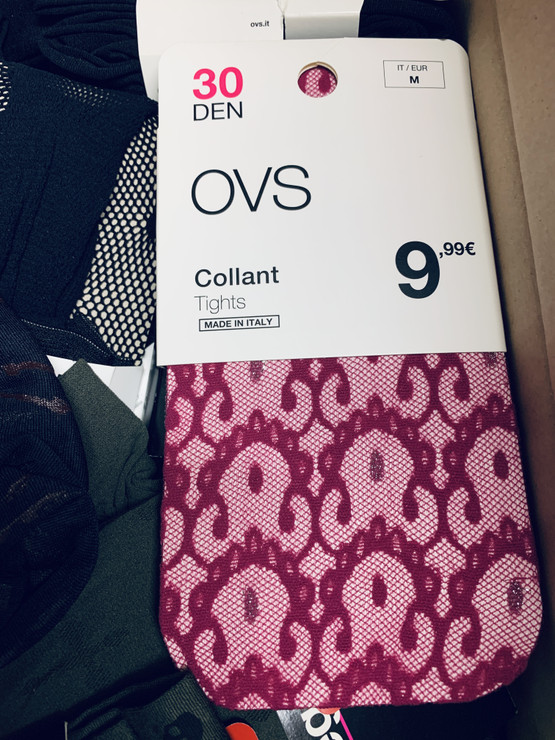 ovs.it
30
DEN
IT / EUR
M
OVS
9,99€
Collant
Tights
MADE IN ITALY